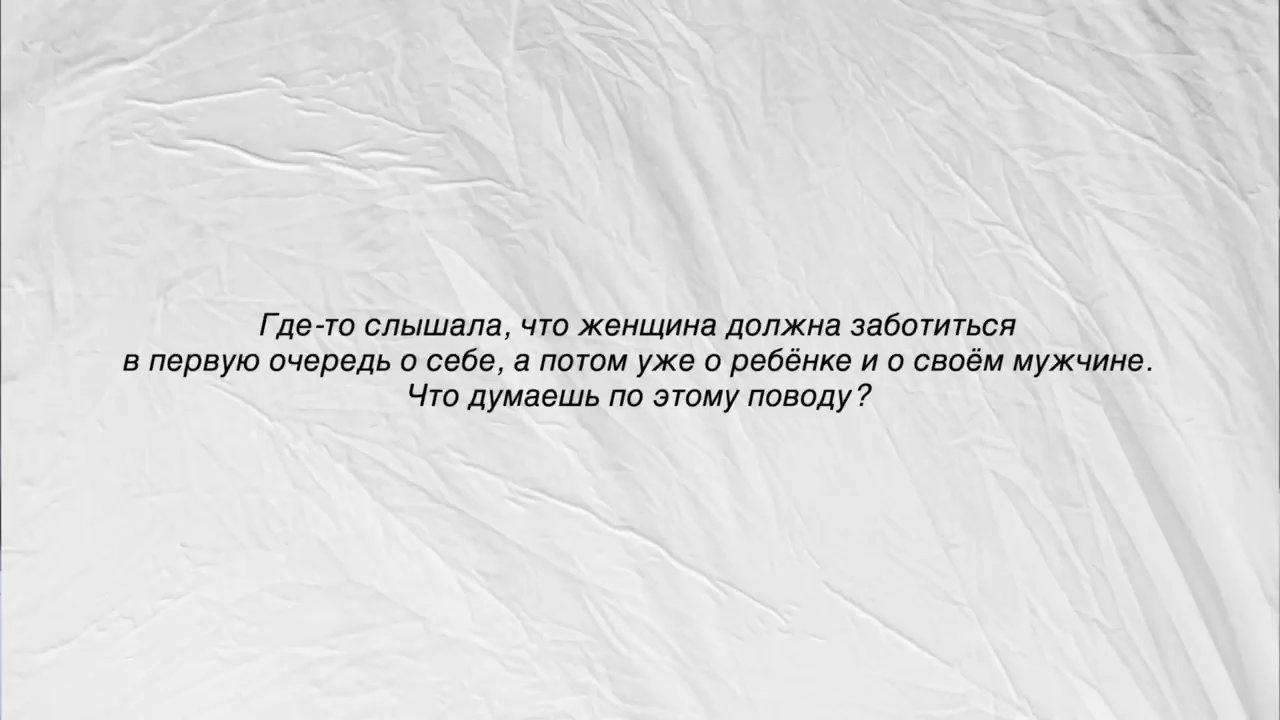 Где-то слышала, что женщина должна заботиться
в первую очередь о себе, а потом уже о ребёнке и о своём мужчине.
Что думаешь по этому поводу?